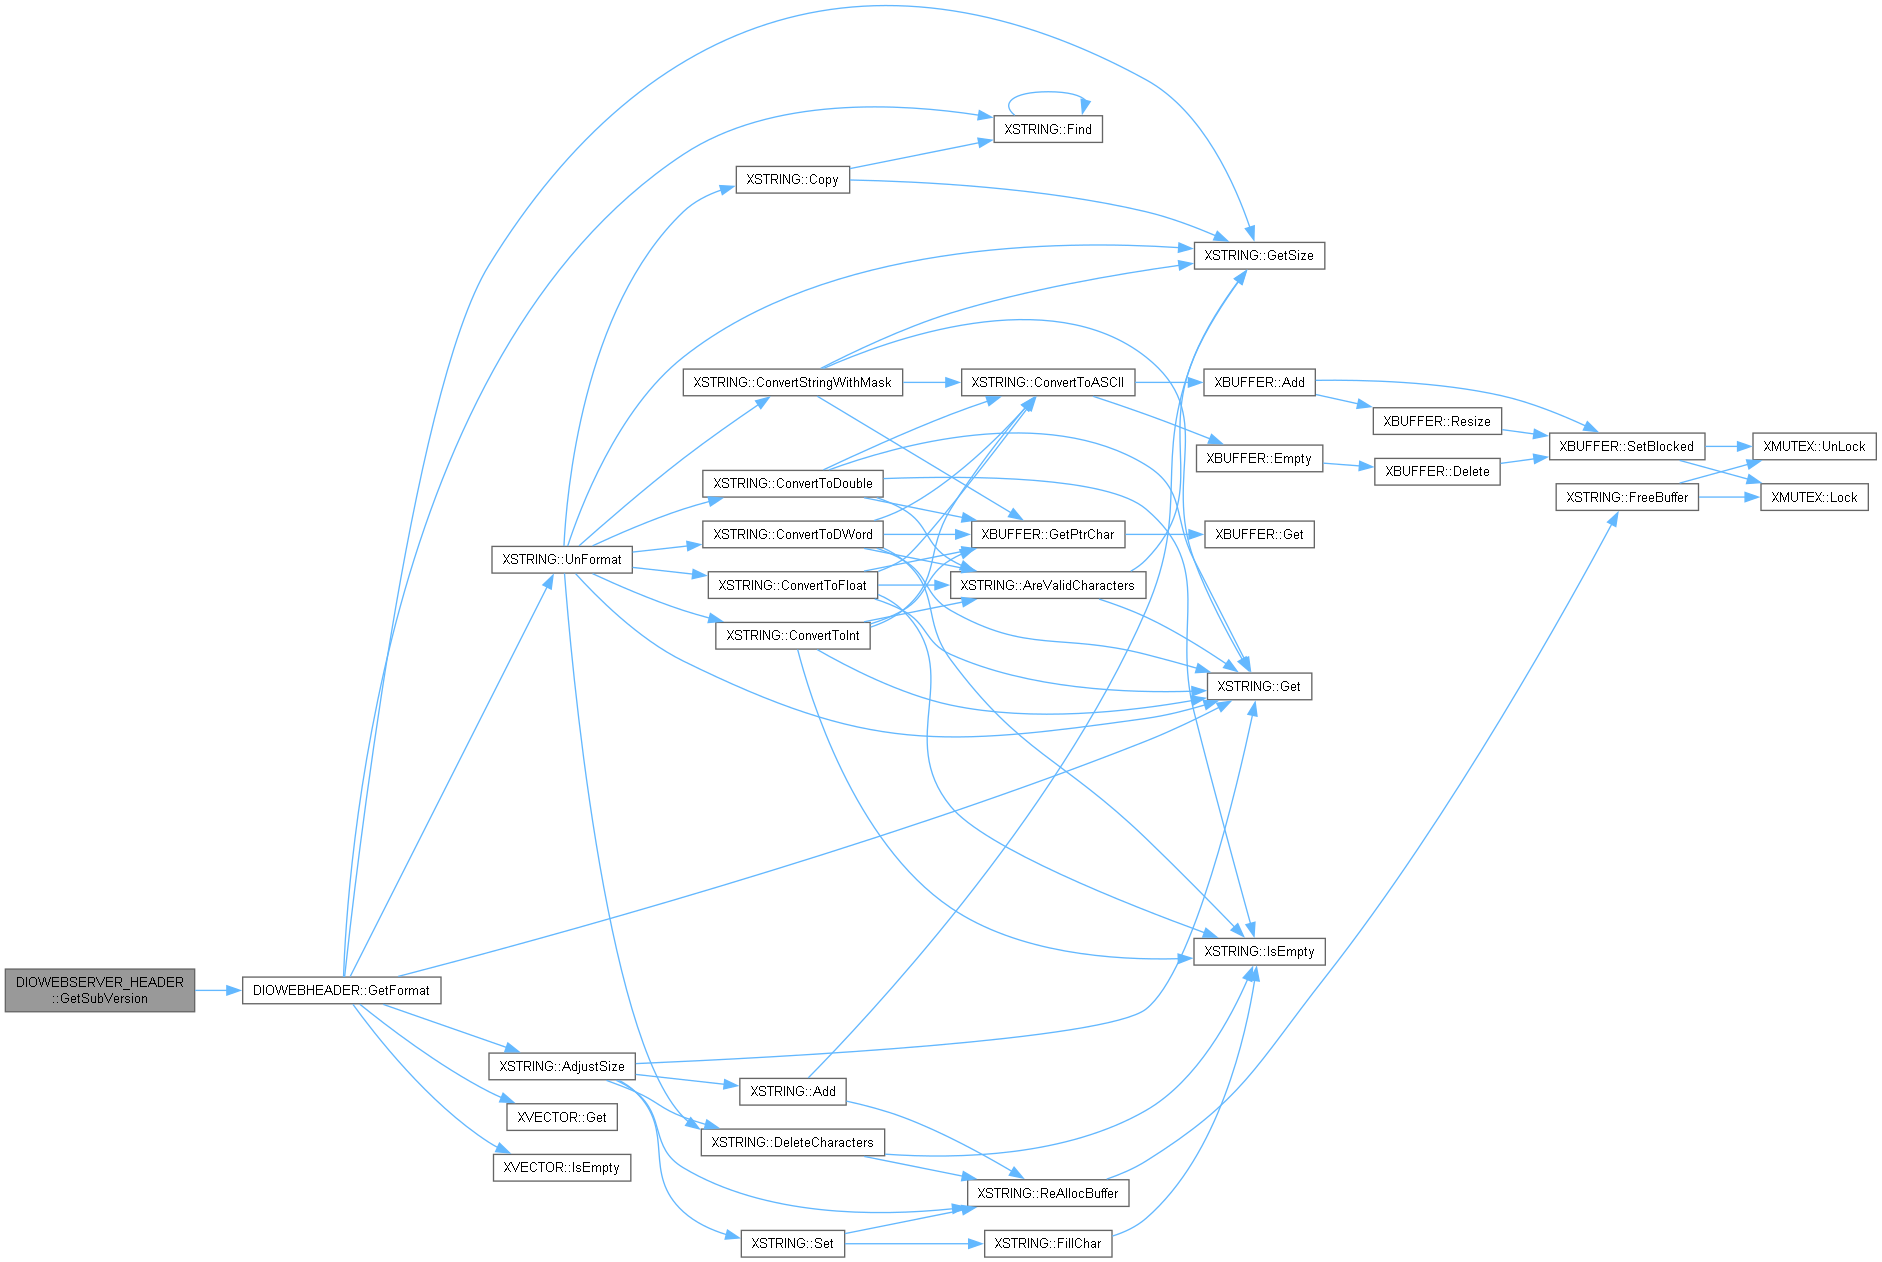 XSTRING::Find
XSTRING::Copy
XSTRING::GetSize
XSTRING::ConvertStringWithMask
XSTRING::ConvertToASCII
XBUFFER::Add
XBUFFER::Resize
XBUFFER::SetBlocked
XMUTEX::UnLock
XBUFFER::Empty
XBUFFER::Delete
XSTRING::ConvertToDouble
XSTRING::FreeBuffer
XMUTEX::Lock
XSTRING::ConvertToDWord
XBUFFER::GetPtrChar
XBUFFER::Get
XSTRING::UnFormat
XSTRING::ConvertToFloat
XSTRING::AreValidCharacters
XSTRING::ConvertToInt
XSTRING::Get
XSTRING::IsEmpty
DIOWEBSERVER_HEADER
::GetSubVersion
DIOWEBHEADER::GetFormat
XSTRING::AdjustSize
XSTRING::Add
XVECTOR::Get
XSTRING::DeleteCharacters
XVECTOR::IsEmpty
XSTRING::ReAllocBuffer
XSTRING::Set
XSTRING::FillChar